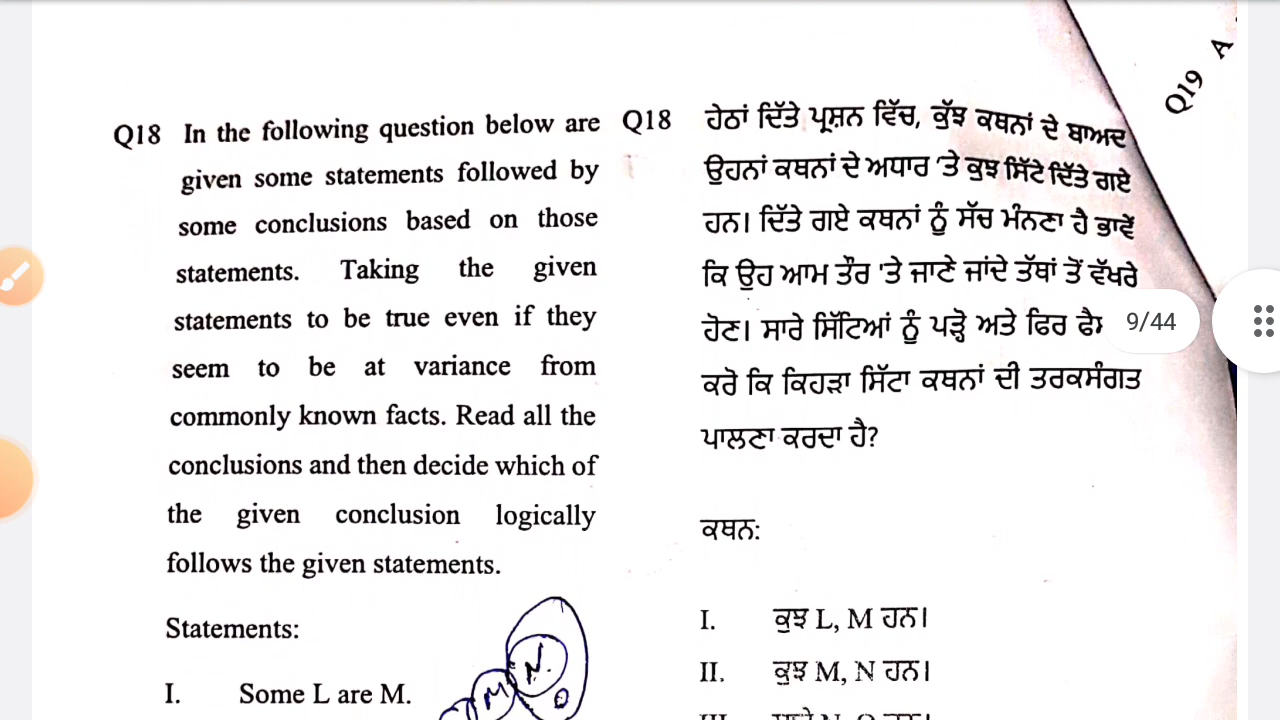 Q19 A
Q18 In the following question below are
given some statements followed by
some conclusions based on those
statements. Taking the given
statements to be true even if they
seem to be at variance from
commonly known facts. Read all the
conclusions and then decide which of
the given conclusion logically
follows the given statements.
Statements:
I. Some L are M.
N
M
O
Q18 ਹੇਠਾਂ ਦਿੱਤੇ ਪ੍ਰਸ਼ਨ ਵਿੱਚ, ਕੁੱਝ ਕਥਨਾਂ ਦੇ ਬਾਅਦ
ਉਹਨਾਂ ਕਥਨਾਂ ਦੇ ਅਧਾਰ 'ਤੇ ਕੁਝ ਸਿੱਟੇ ਦਿੱਤੇ ਗਏ
ਹਨ। ਦਿੱਤੇ ਗਏ ਕਥਨਾਂ ਨੂੰ ਸੱਚ ਮੰਨਣਾ ਹੈ ਭਾਵੇਂ
ਕਿ ਉਹ ਆਮ ਤੌਰ 'ਤੇ ਜਾਣੇ ਜਾਂਦੇ ਤੱਥਾਂ ਤੋਂ ਵੱਖਰੇ
ਹੋਣ। ਸਾਰੇ ਸਿੱਟਿਆਂ ਨੂੰ ਪੜ੍ਹੋ ਅਤੇ ਫਿਰ
ਕਰੋ ਕਿ ਕਿਹੜਾ ਸਿੱਟਾ ਕਥਨਾਂ ਦੀ ਤਰਕਸੰਗਤ
ਪਾਲਣਾ ਕਰਦਾ ਹੈ?
ਕਥਨ:
I. ਕੁਝ L, M ਹਨ।
II. ਕੁਝ M, N ਹਨ।
9/44